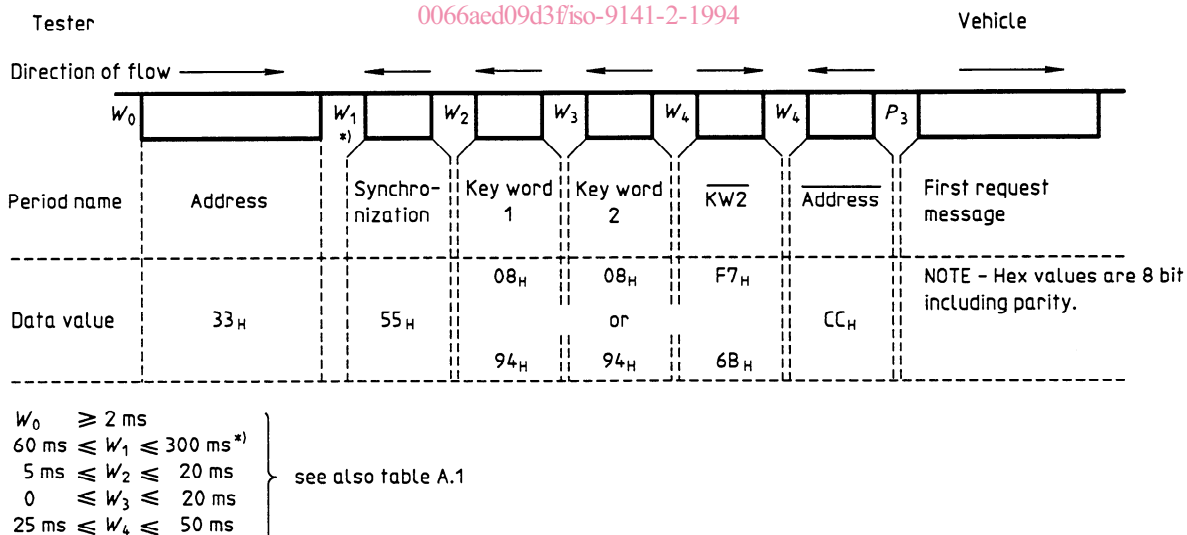 0066aed09d3f/iso-9141-2-1994
Tester Vehicle
Direction of flow
W₀ W₁ *) W₂ W₃ W₄ W₄ P₃
Period name Address Synchro-nization Key word 1 Key word 2 K̅W̅2̅ A̅d̅d̅r̅e̅s̅s̅ First request message
08H 08H F7H NOTE – Hex values are 8 bit including parity.
Data value 33H 55H or CCH
94H 94H 6BH
W₀ ⩾ 2 ms
60 ms ⩽ W₁ ⩽ 300 ms*)
5 ms ⩽ W₂ ⩽ 20 ms
0 ⩽ W₃ ⩽ 20 ms
25 ms ⩽ W₄ ⩽ 50 ms
see also table A.1